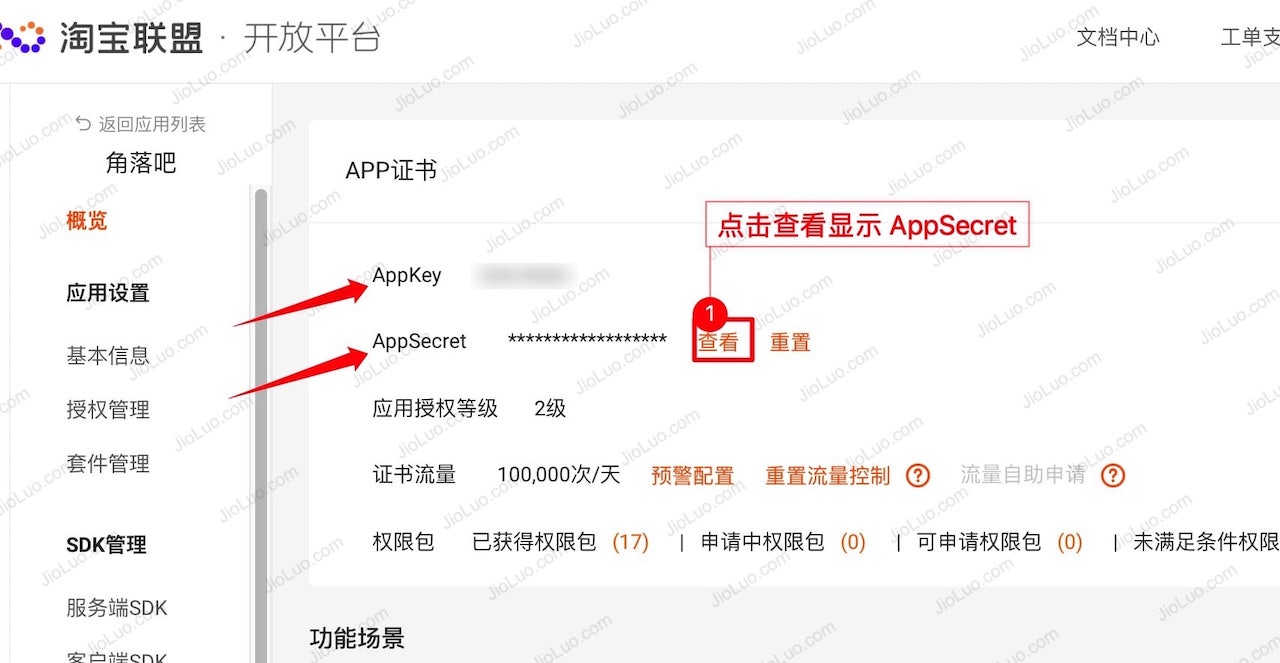 淘宝联盟 · 开放平台
文档中心
工单支
返回应用列表
角落吧
概览
应用设置
基本信息
授权管理
套件管理
SDK管理
服务端SDK
客户端SDK
APP证书
点击查看显示 AppSecret
AppKey
1
AppSecret ****************** 查看 重置
应用授权等级 2级
证书流量 100,000次/天 预警配置 重置流量控制 ? 流量自助申请 ?
权限包 已获得权限包 (17) | 申请中权限包 (0) | 可申请权限包 (0) | 未满足条件权限
功能场景
JioLuo.com